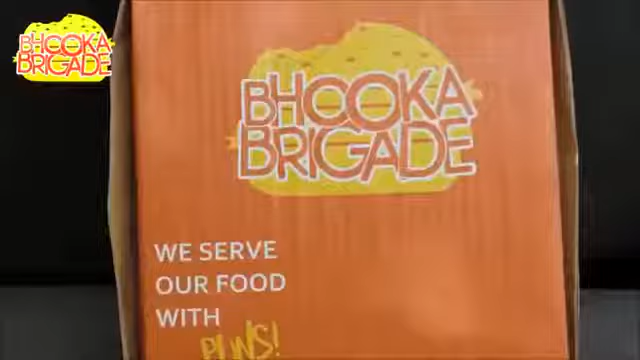 BHOOKA
BRIGADE
BHOOKA
BRIGADE
WE SERVE
OUR FOOD
WITH
PUNS!